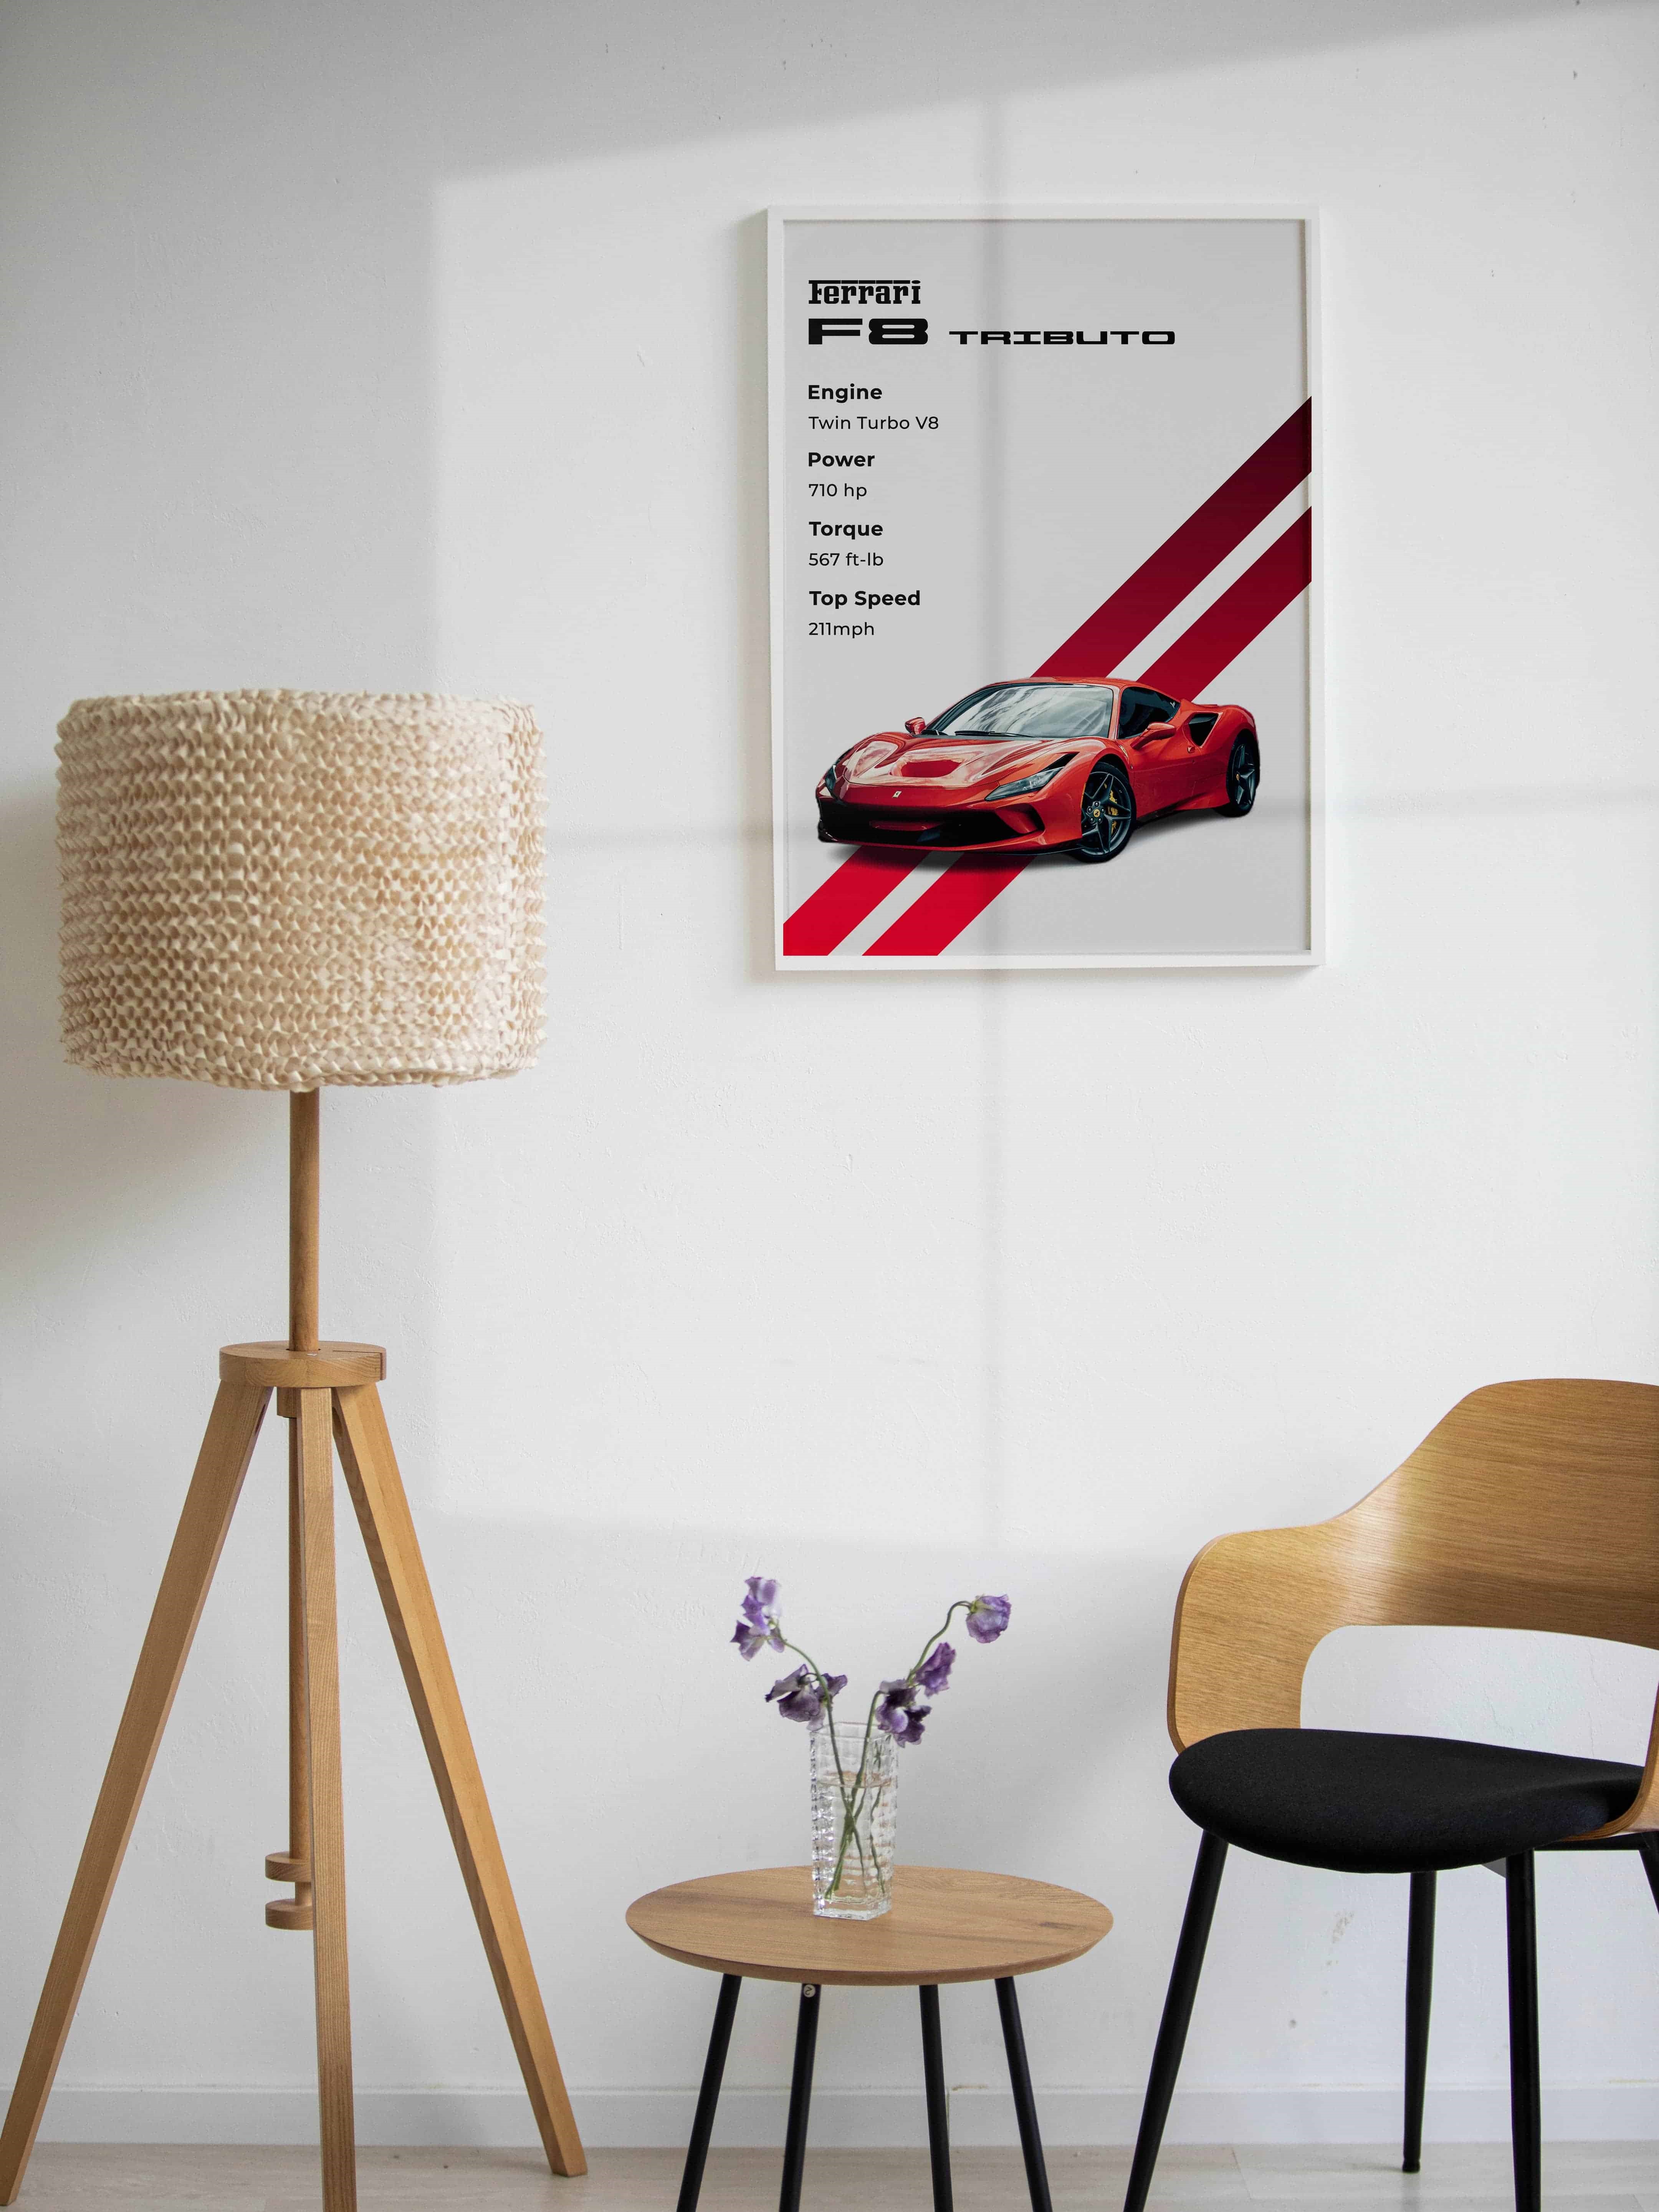 Ferrari
F8 TRIBUTO
Engine
Twin Turbo V8
Power
710 hp
Torque
567 ft-lb
Top Speed
211mph